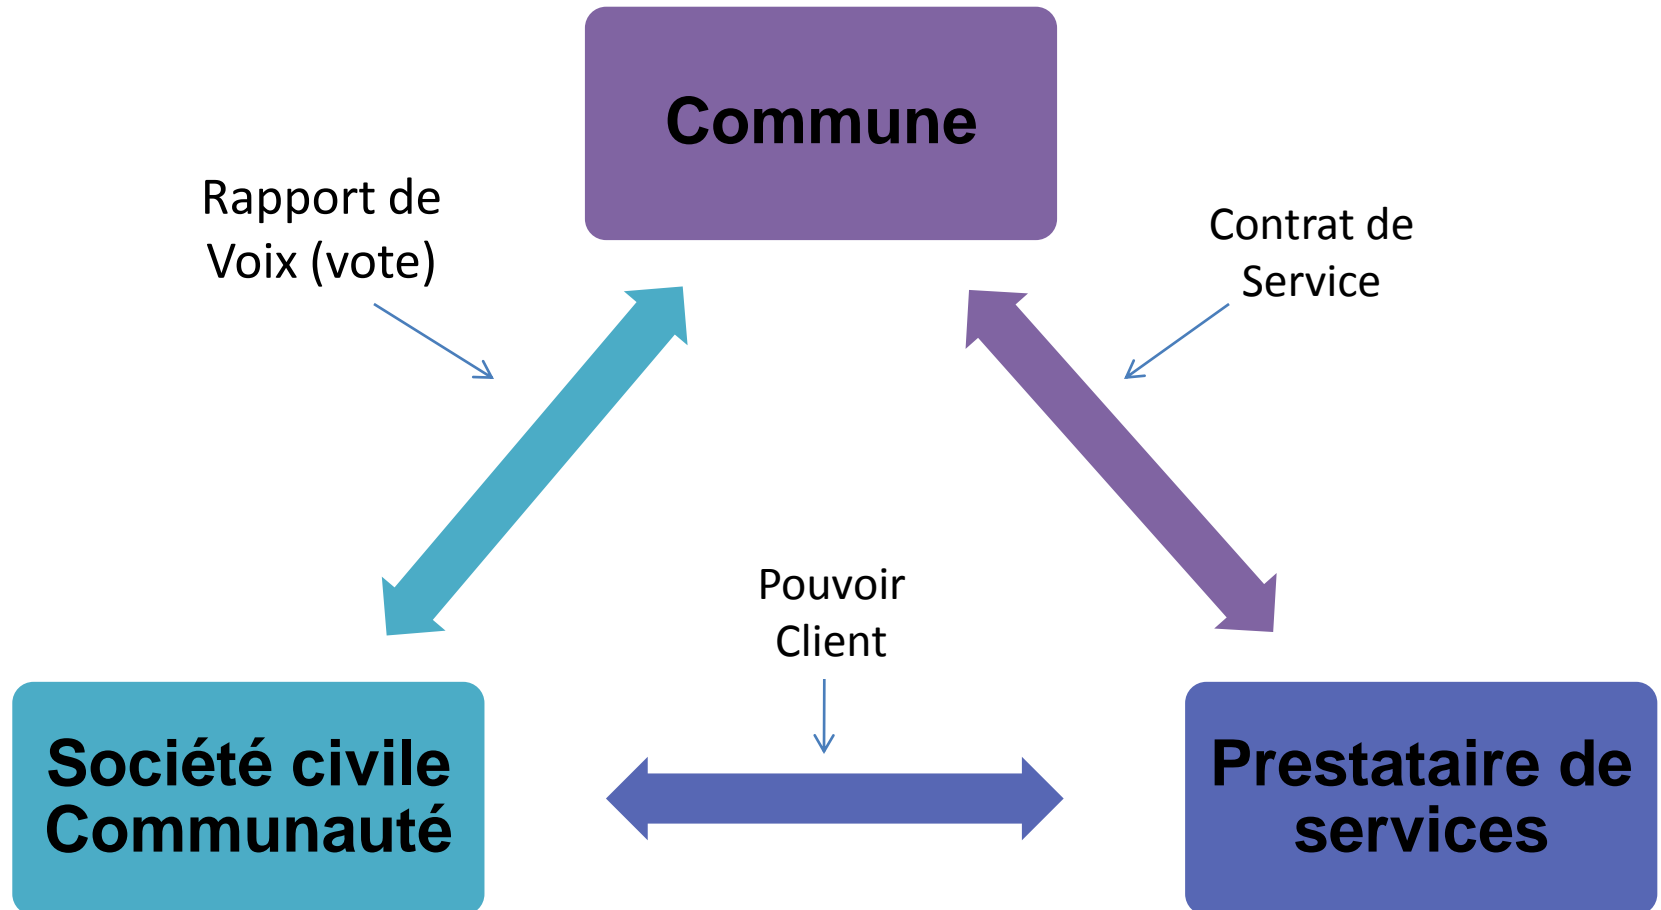 Commune
Rapport de
Voix (vote)
Contrat de
Service
Pouvoir
Client
Société civile
Communauté
Prestataire de
services